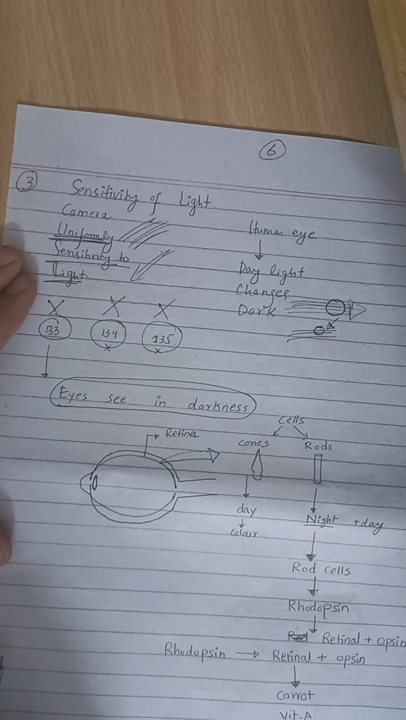 6
3 Sensitivity of Light
Camera
Uniformly
Sensitivity to
Light
Human eye
Day light
Changes
Dark
133 134 135
Eyes see in darkness
Retina
Cells
cones Rods
day
colour
Night + day
Rod cells
Rhodopsin
Retinal + opsin
Rhodopsin → Retinal + opsin
carrot
Vit-A